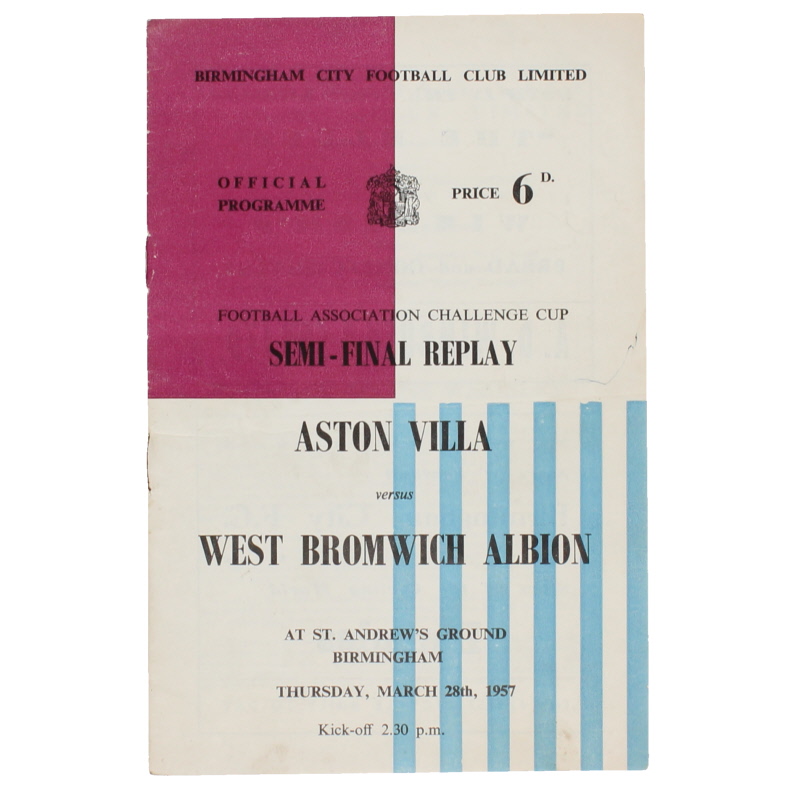 BIRMINGHAM CITY FOOTBALL CLUB LIMITED
OFFICIAL
PROGRAMME
PRICE 6D.
FOOTBALL ASSOCIATION CHALLENGE CUP
SEMI-FINAL REPLAY
ASTON VILLA
versus
WEST BROMWICH ALBION
AT ST. ANDREW'S GROUND
BIRMINGHAM
THURSDAY, MARCH 28th, 1957
Kick-off 2.30 p.m.